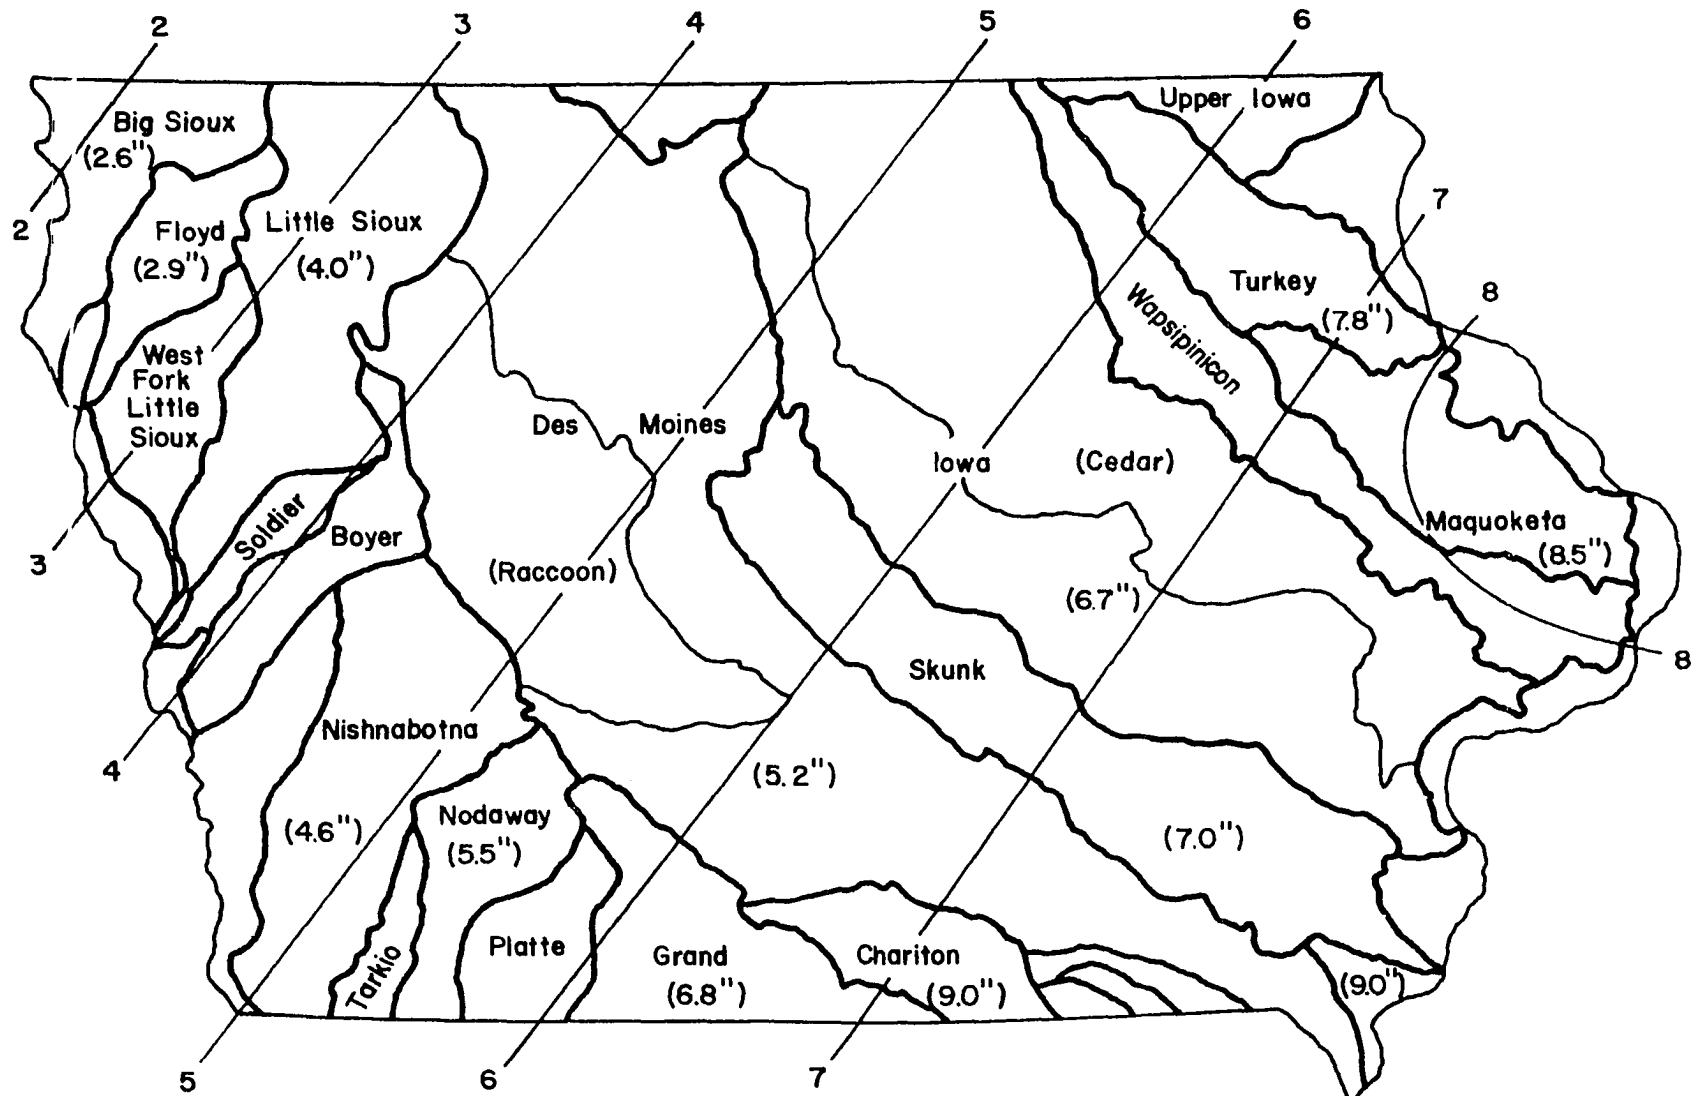 2
3
4
5
6
Big Sioux
(2.6")
Upper Iowa
2
Floyd
(2.9")
Little Sioux
(4.0")
7
Turkey
(7.8")
8
Wapsipinicon
West
Fork
Little
Sioux
Des Moines
Iowa
(Cedar)
Soldier
Boyer
Maquoketa
(8.5")
3
(Raccoon)
(6.7")
Skunk
8
Nishnabotna
4
(5.2")
(4.6")
Nodaway
(5.5")
(7.0")
Tarkio
Platte
Grand
(6.8")
Chariton
(9.0")
(9.0")
5
6
7